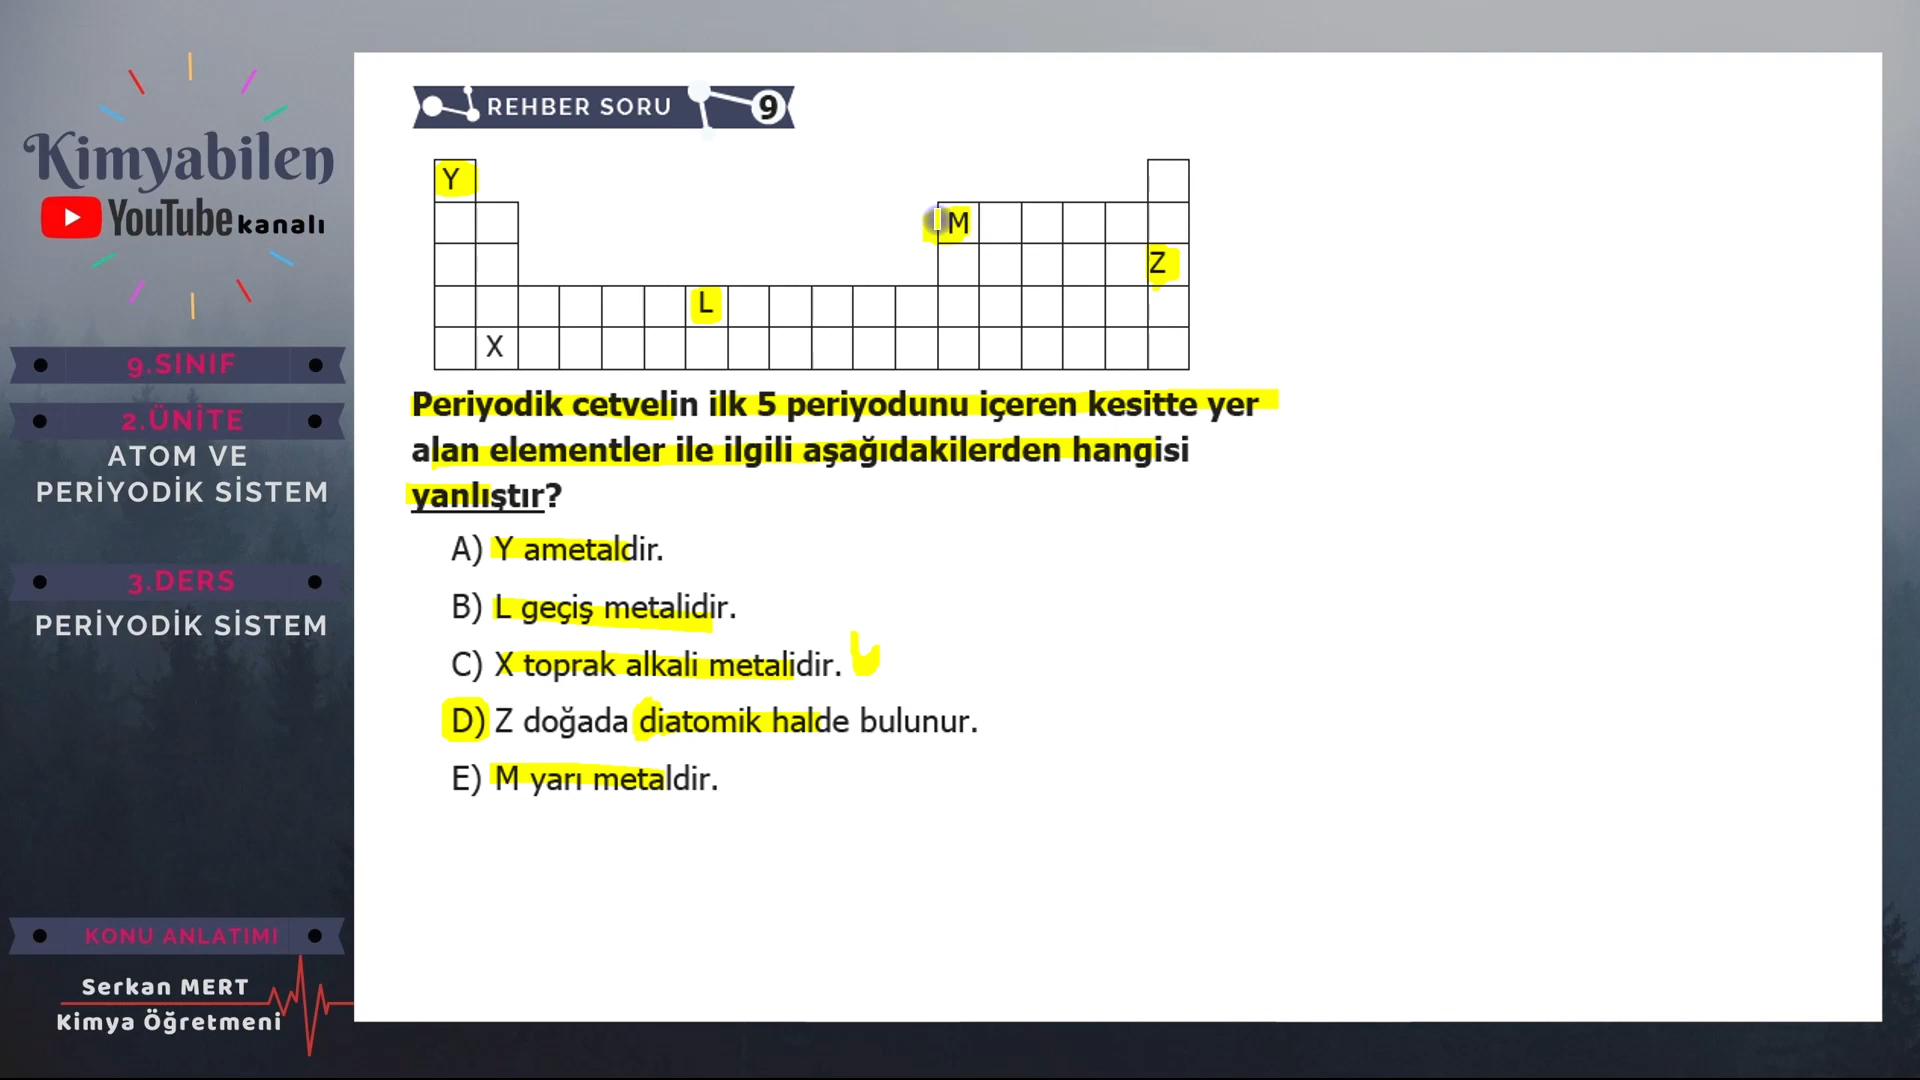 Kimyabilen
YouTube kanalı
9.SINIF
2.ÜNİTE
ATOM VE
PERİYODİK SİSTEM
3.DERS
PERİYODİK SİSTEM
KONU ANLATIMI
Serkan MERT
Kimya Öğretmeni
REHBER SORU 9
Y
M
Z
L
X
Periyodik cetvelin ilk 5 periyodunu içeren kesitte yer
alan elementler ile ilgili aşağıdakilerden hangisi
yanlıştır?
A) Y ametaldir.
B) L geçiş metalidir.
C) X toprak alkali metalidir.
D) Z doğada diatomik halde bulunur.
E) M yarı metaldir.